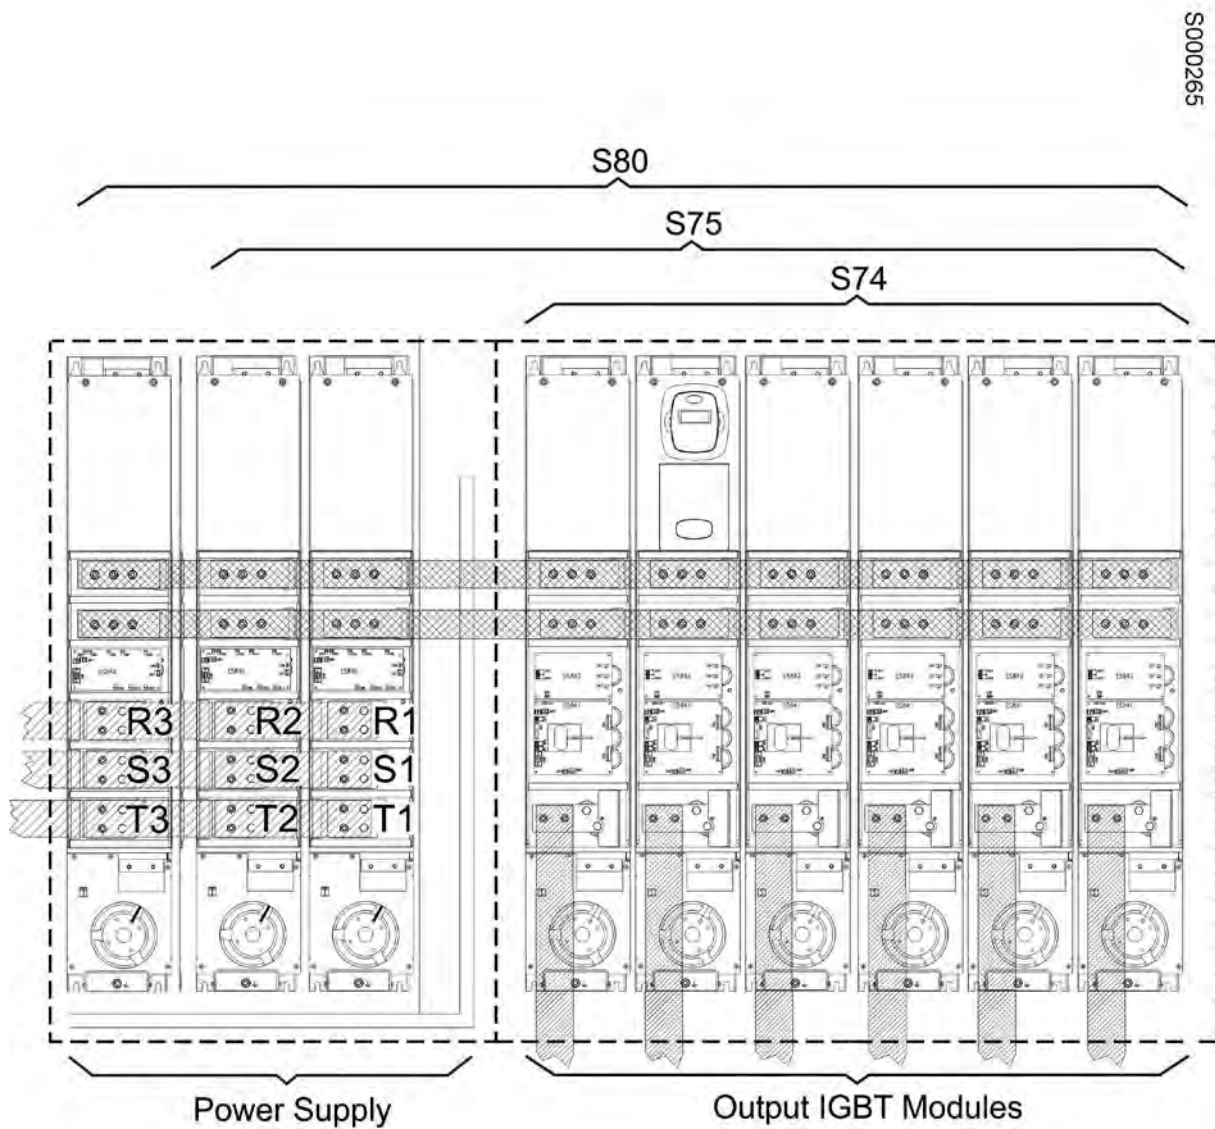 S000265
S80
S75
S74
R3 R2 R1
S3 S2 S1
T3 T2 T1
Power Supply
Output IGBT Modules